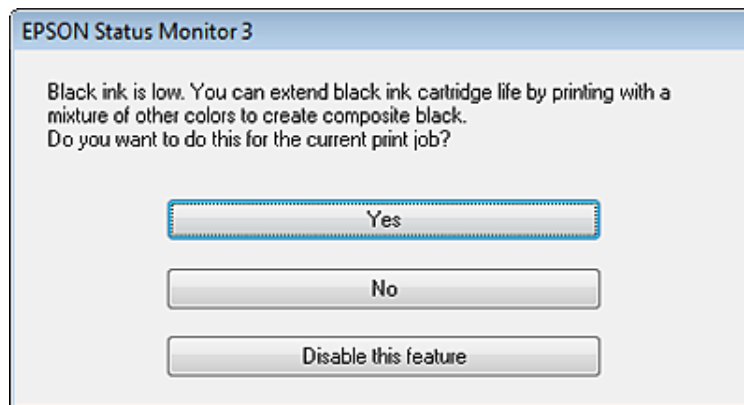 EPSON Status Monitor 3
Black ink is low. You can extend black ink cartridge life by printing with a
mixture of other colors to create composite black.
Do you want to do this for the current print job?
Yes
No
Disable this feature